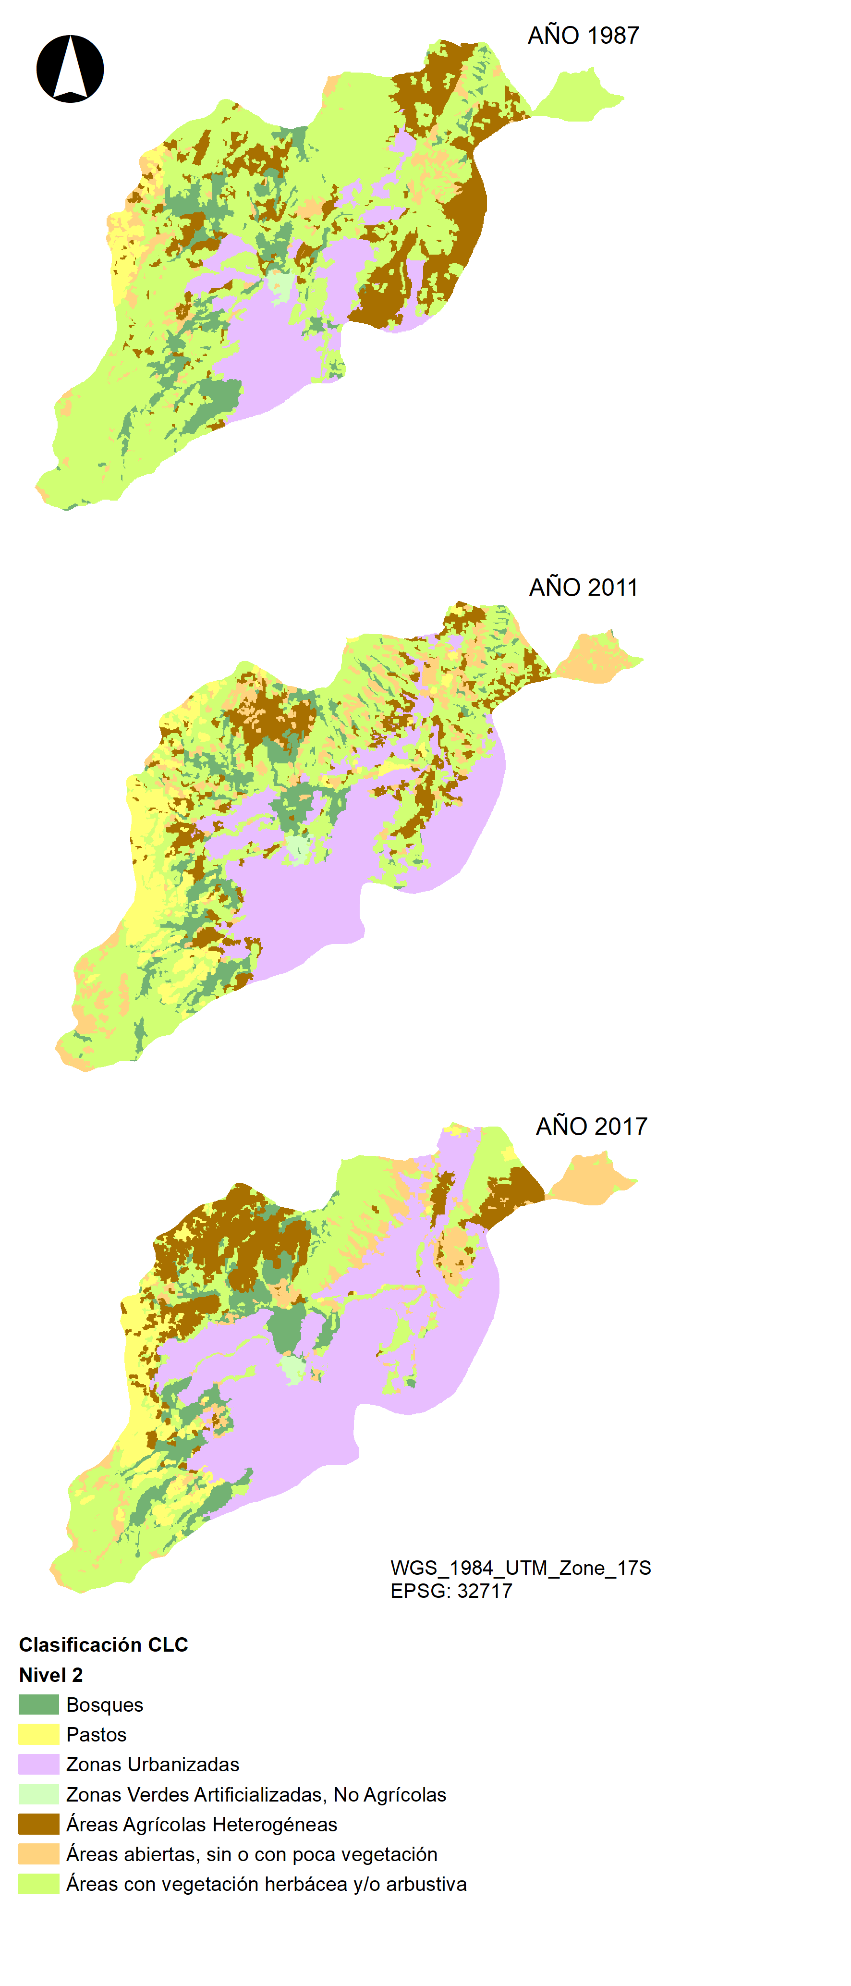 AÑO 1987
AÑO 2011
AÑO 2017
WGS_1984_UTM_Zone_17S
EPSG: 32717
Clasificación CLC
Nivel 2
Bosques
Pastos
Zonas Urbanizadas
Zonas Verdes Artificializadas, No Agrícolas
Áreas Agrícolas Heterogéneas
Áreas abiertas, sin o con poca vegetación
Áreas con vegetación herbácea y/o arbustiva